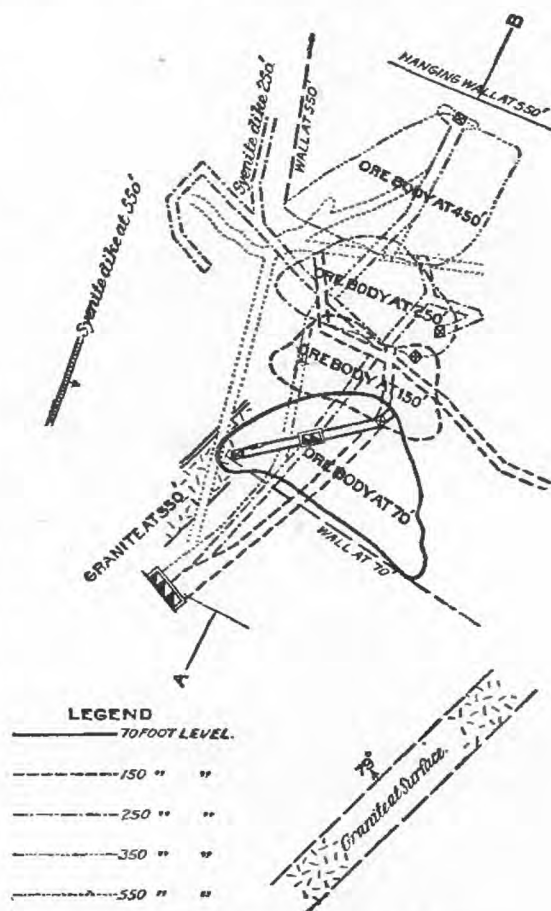 B
HANGING WALL AT 550'
Syenite dike 250'
WALL AT 550'
ORE BODY AT 450'
Syenite dike at 550'
ORE BODY AT 250'
ORE BODY AT 150'
ORE BODY AT 70'
GRANITE AT 550'
WALL AT 70'
A
LEGEND
70 FOOT LEVEL.
150 " "
250 " "
350 " "
550 " "
79°
Granite at Surface.